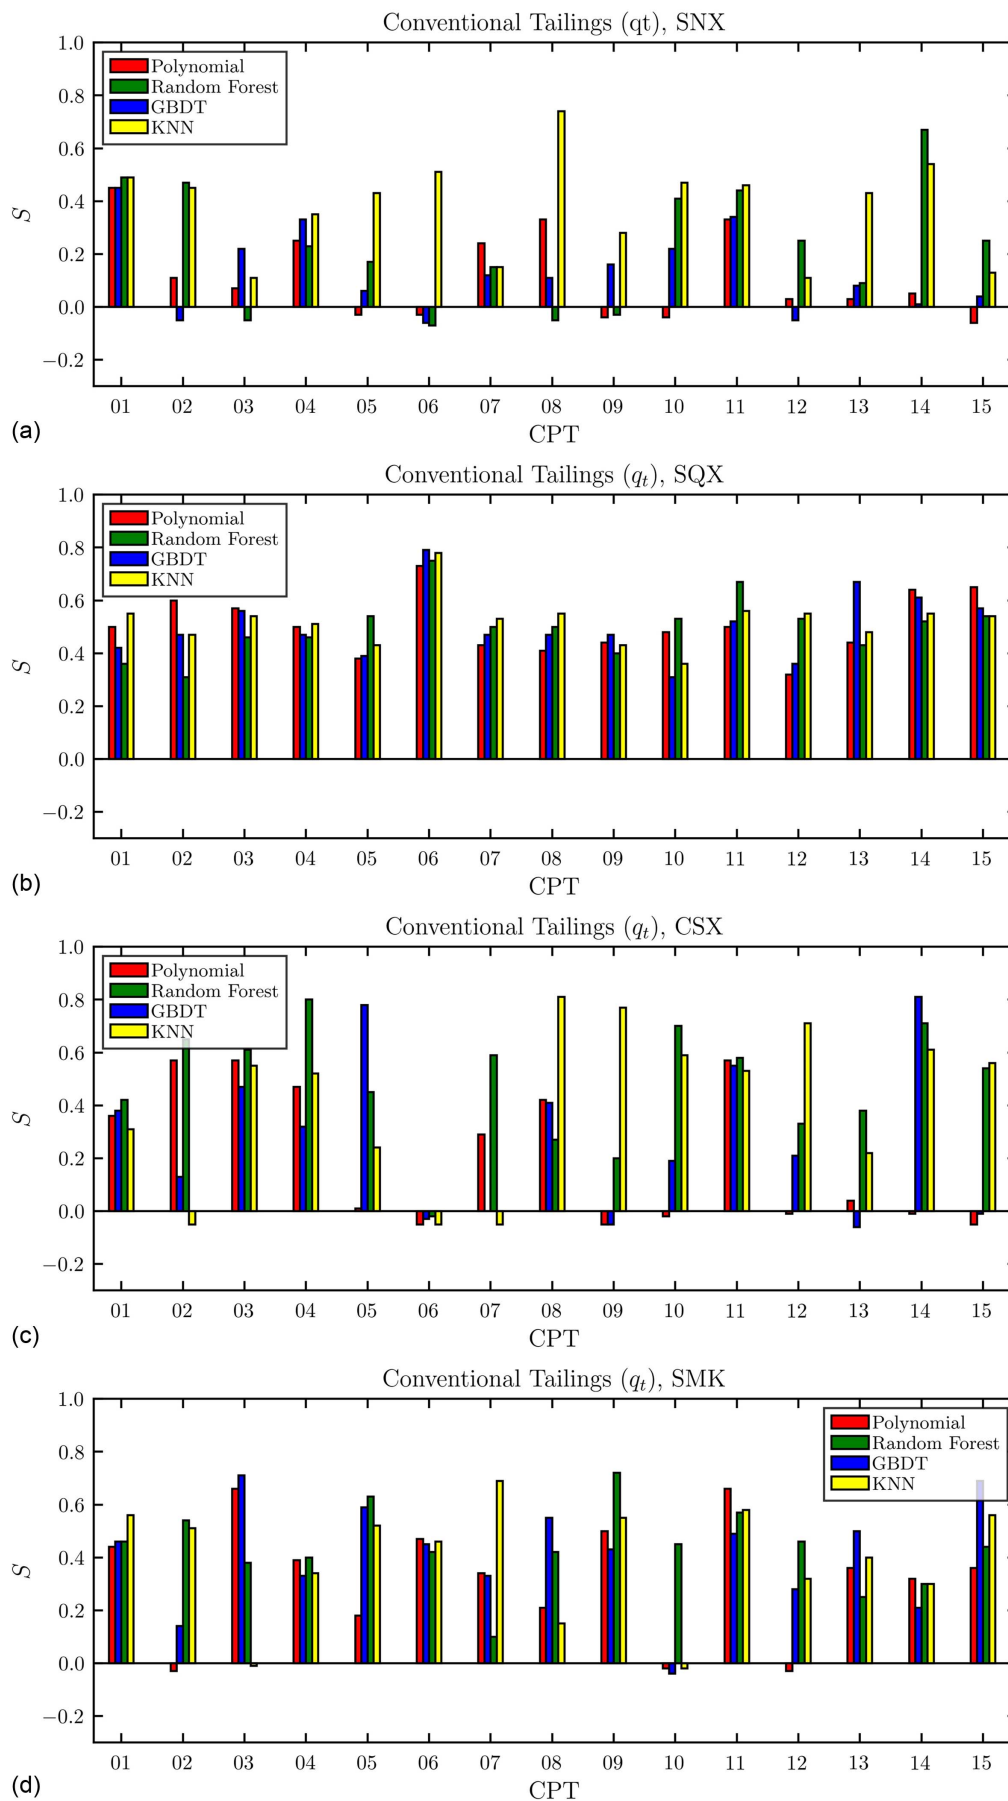 Conventional Tailings (qt), SNX
1.0
Polynomial
Random Forest
GBDT
KNN
0.8
0.6
0.4
0.2
0.0
−0.2
S
01 02 03 04 05 06 07 08 09 10 11 12 13 14 15
(a)
CPT
Conventional Tailings (qt), SQX
1.0
Polynomial
Random Forest
GBDT
KNN
0.8
0.6
0.4
0.2
0.0
−0.2
S
01 02 03 04 05 06 07 08 09 10 11 12 13 14 15
(b)
CPT
Conventional Tailings (qt), CSX
1.0
Polynomial
Random Forest
GBDT
KNN
0.8
0.6
0.4
0.2
0.0
−0.2
S
01 02 03 04 05 06 07 08 09 10 11 12 13 14 15
(c)
CPT
Conventional Tailings (qt), SMK
1.0
Polynomial
Random Forest
GBDT
KNN
0.8
0.6
0.4
0.2
0.0
−0.2
S
01 02 03 04 05 06 07 08 09 10 11 12 13 14 15
(d)
CPT